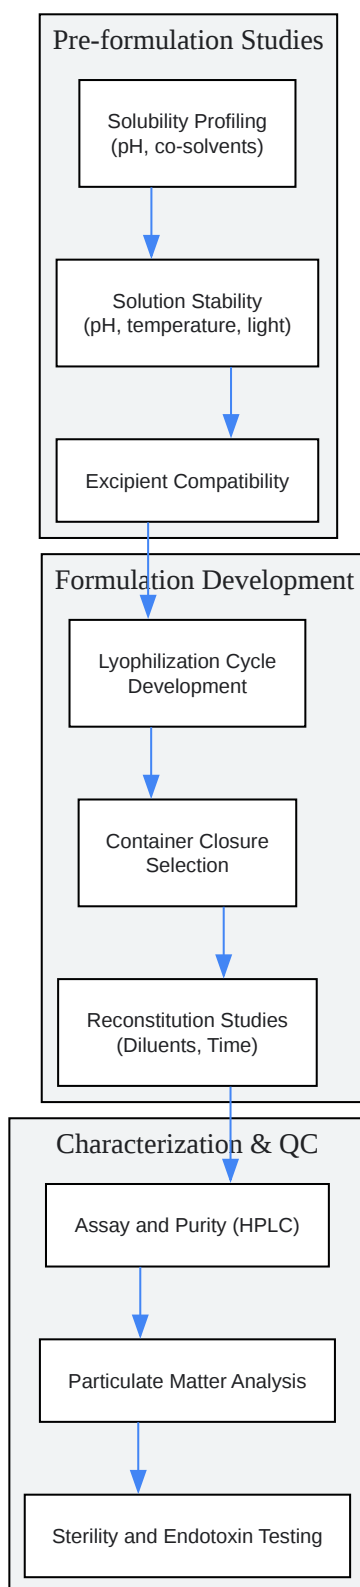 Pre-formulation Studies
Solubility Profiling
(pH, co-solvents)
Solution Stability
(pH, temperature, light)
Excipient Compatibility
Formulation Development
Lyophilization Cycle
Development
Container Closure
Selection
Reconstitution Studies
(Diluents, Time)
Characterization & QC
Assay and Purity (HPLC)
Particulate Matter Analysis
Sterility and Endotoxin Testing